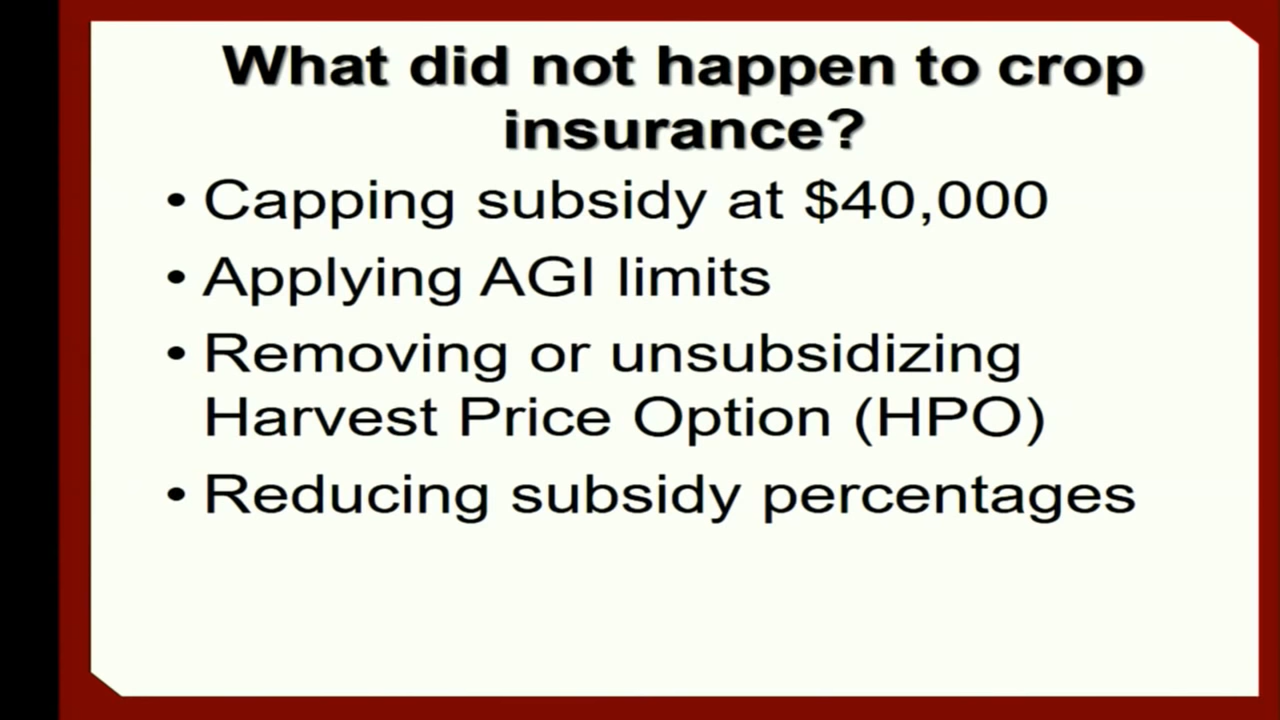 What did not happen to crop
insurance?
• Capping subsidy at $40,000
• Applying AGI limits
• Removing or unsubsidizing
Harvest Price Option (HPO)
• Reducing subsidy percentages